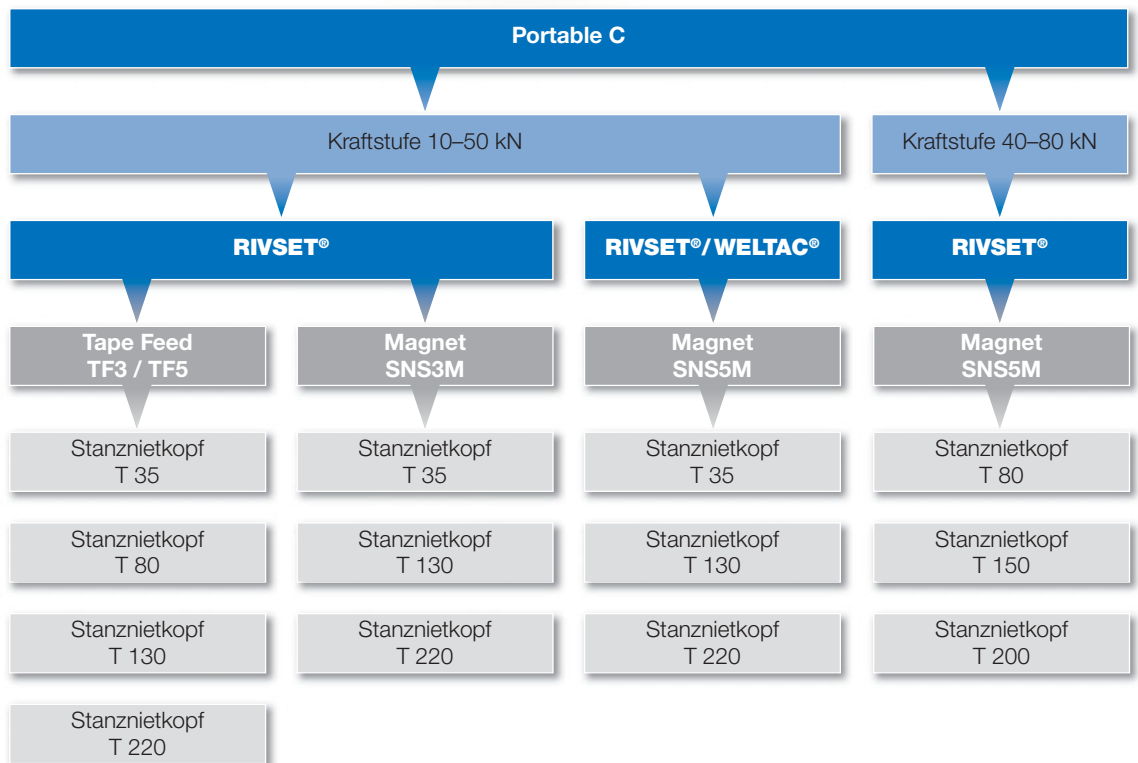 Portable C
Kraftstufe 10–50 kN
Kraftstufe 40–80 kN
RIVSET®
RIVSET®/WELTAC®
RIVSET®
Tape Feed
TF3 / TF5
Magnet
SNS3M
Magnet
SNS5M
Magnet
SNS5M
Stanznietkopf
T 35
Stanznietkopf
T 35
Stanznietkopf
T 35
Stanznietkopf
T 80
Stanznietkopf
T 80
Stanznietkopf
T 130
Stanznietkopf
T 130
Stanznietkopf
T 150
Stanznietkopf
T 130
Stanznietkopf
T 220
Stanznietkopf
T 220
Stanznietkopf
T 200
Stanznietkopf
T 220